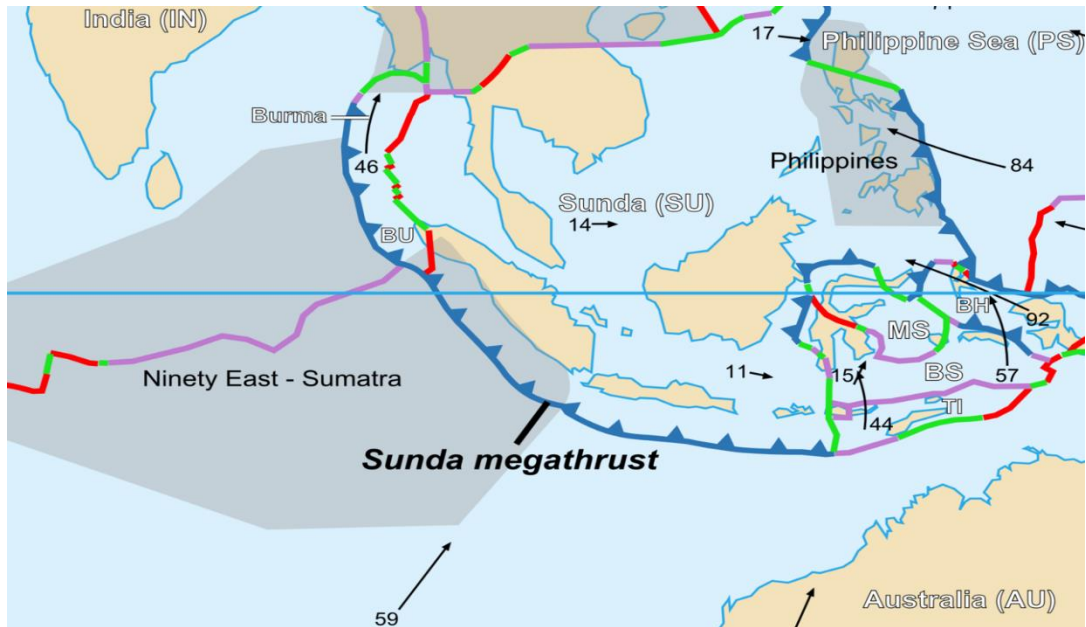 India (IN)
17
Philippine Sea (PS)
Burma
46
Philippines
84
Sunda (SU)
14
BU
BH
92
MS
Ninety East - Sumatra
11
15
BS
57
TI
44
Sunda megathrust
59
Australia (AU)